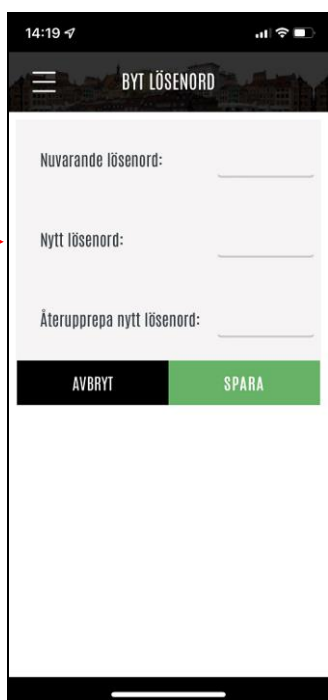 14:19
BYT LÖSENORD
Nuvarande lösenord:
Nytt lösenord:
Återupprepa nytt lösenord:
AVBRYT
SPARA